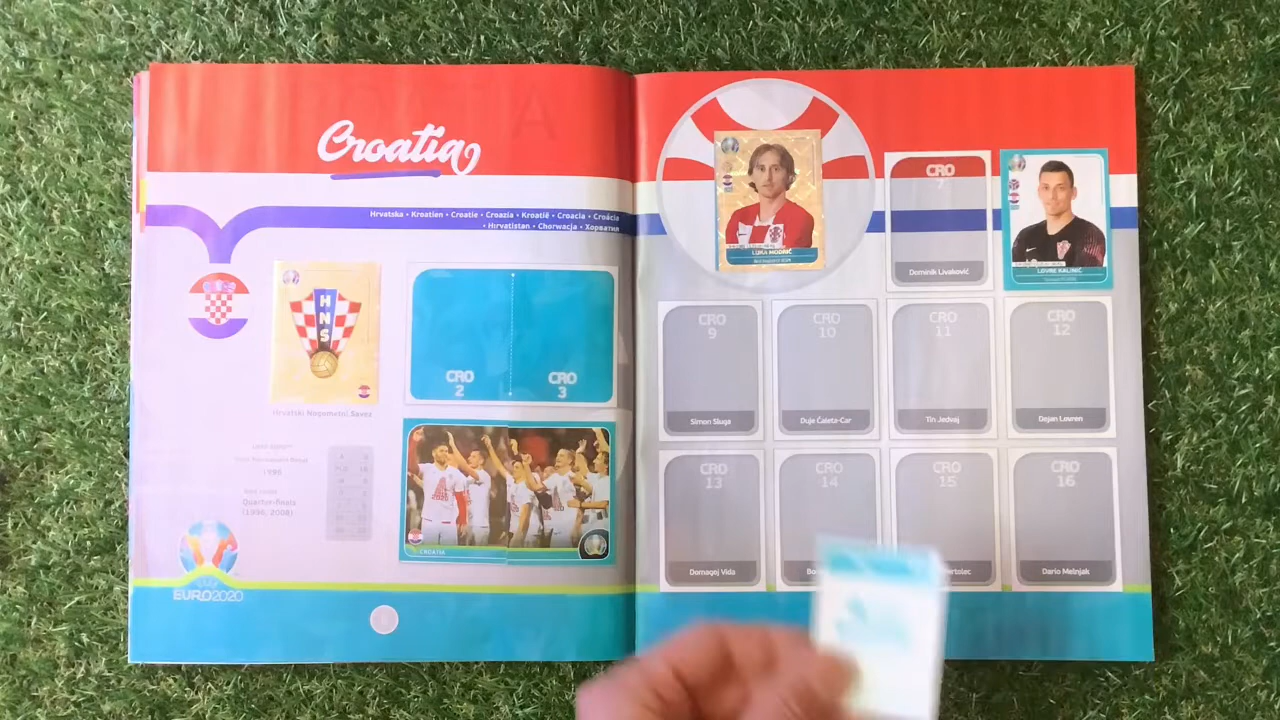 Croatia
Hrvatska • Kroatien • Croatie • Croazia • Kroatië • Croacia • Croácia
• Hırvatistan • Chorwacja • Хорватия
HNS
Hrvatski Nogometni Savez
1996
Quarter-finals
(1996, 2008)
CRO
2
CRO
3
CROATIA
EURO2020
LUKA MODRIĆ
CRO
7
Dominik Livaković
LOVRE KALINIĆ
CRO
9
Simon Sluga
CRO
10
Duje Ćaleta-Car
CRO
11
Tin Jedvaj
CRO
12
Dejan Lovren
CRO
13
Domagoj Vida
CRO
14
CRO
15
CRO
16
Dario Melnjak